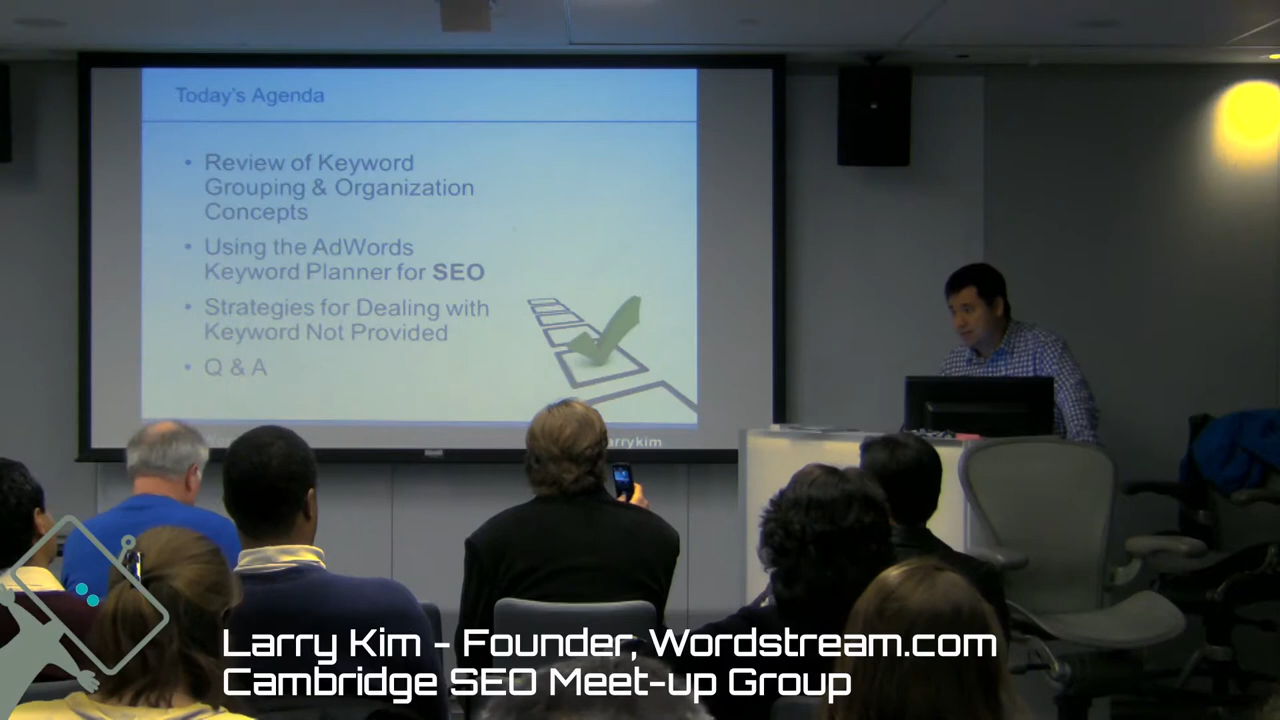 Today's Agenda
• Review of Keyword
Grouping & Organization
Concepts
• Using the AdWords
Keyword Planner for SEO
• Strategies for Dealing with
Keyword Not Provided
• Q & A
arrykim
Larry Kim - Founder, Wordstream.com
Cambridge SEO Meet-up Group